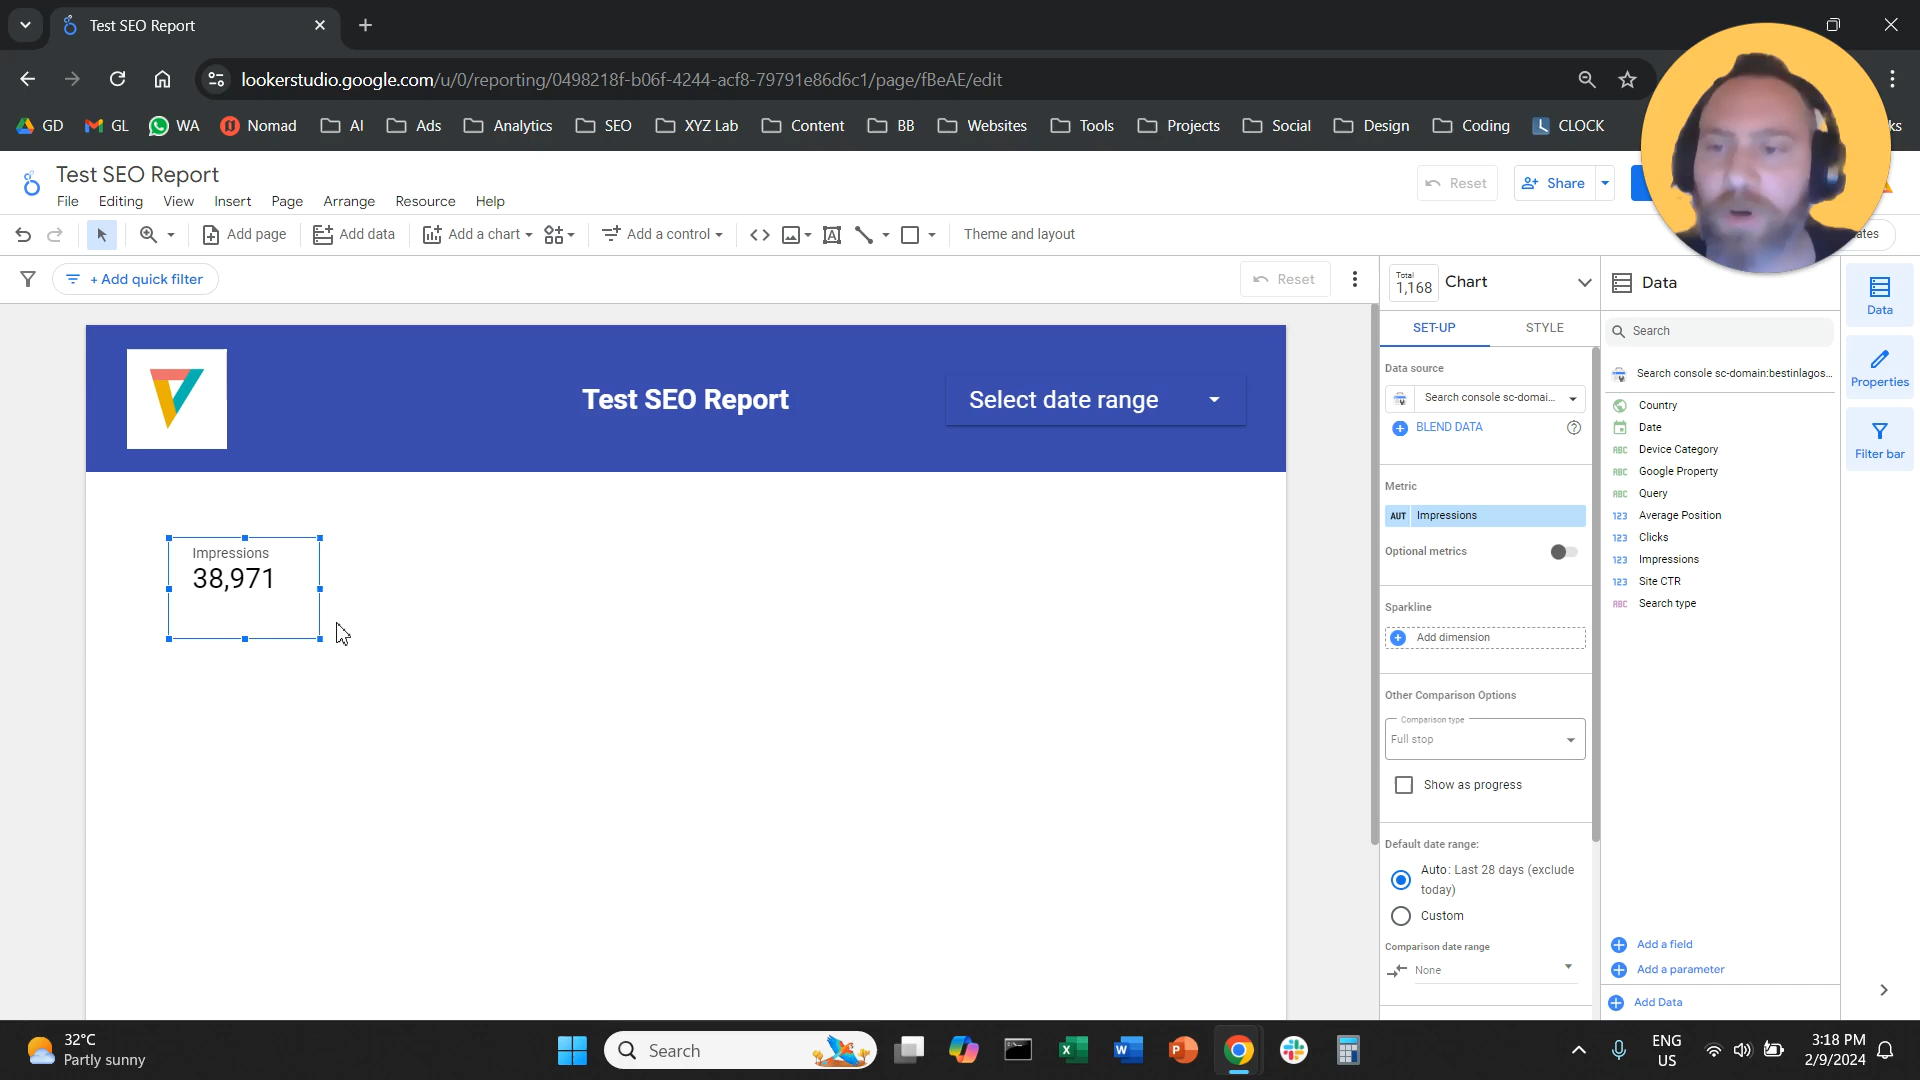 Test SEO Report
lookerstudio.google.com/u/0/reporting/0498218f-b06f-4244-acf8-79791e86d6c1/page/fBeAE/edit
GD GL WA Nomad AI Ads Analytics SEO XYZ Lab Content BB Websites Tools Projects Social Design Coding CLOCK
Test SEO Report
File Editing View Insert Page Arrange Resource Help
Reset Share
Add page Add data Add a chart Add a control Theme and layout
+ Add quick filter
Reset
Test SEO Report
Select date range
Impressions
38,971
Total
1,168
Chart
SET-UP STYLE
Data source
Search console sc-domai...
BLEND DATA
Metric
AUT Impressions
Optional metrics
Sparkline
Add dimension
Other Comparison Options
Comparison type
Full stop
Show as progress
Default date range:
Auto: Last 28 days (exclude
today)
Custom
Comparison date range
None
Data
Search
Search console sc-domain:bestinlagos...
Country
Date
ABC Device Category
ABC Google Property
ABC Query
123 Average Position
123 Clicks
123 Impressions
123 Site CTR
ABC Search type
Add a field
Add a parameter
Add Data
Data
Properties
Filter bar
32°C
Partly sunny
Search
ENG
US
3:18 PM
2/9/2024